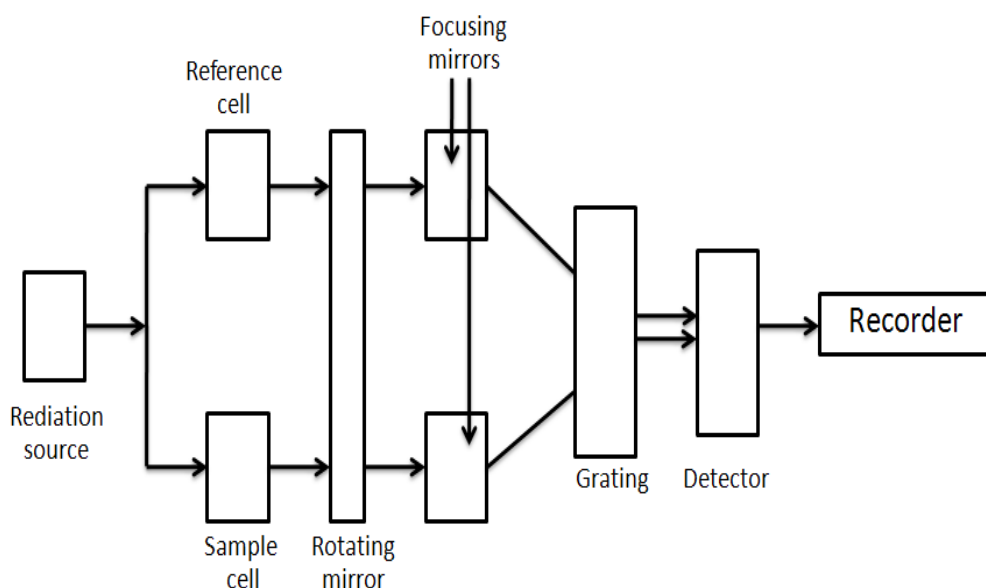 Focusing
mirrors
Reference
cell
Rediation
source
Sample
cell
Rotating
mirror
Grating
Detector
Recorder